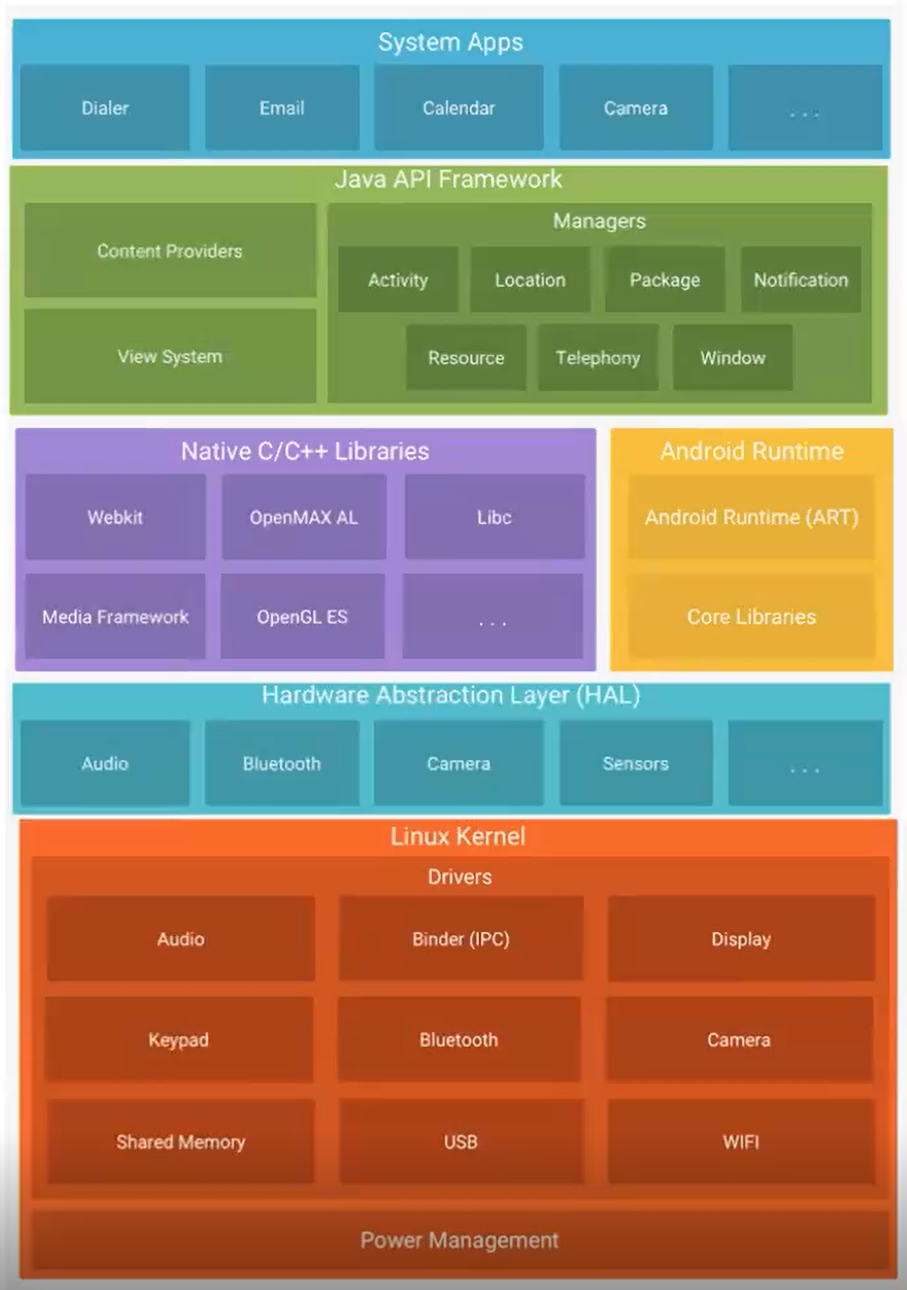 System Apps
Dialer
Email
Calendar
Camera
. . .
Java API Framework
Content Providers
View System
Managers
Activity
Location
Package
Notification
Resource
Telephony
Window
Native C/C++ Libraries
Webkit
OpenMAX AL
Libc
Media Framework
OpenGL ES
. . .
Android Runtime
Android Runtime (ART)
Core Libraries
Hardware Abstraction Layer (HAL)
Audio
Bluetooth
Camera
Sensors
. . .
Linux Kernel
Drivers
Audio
Binder (IPC)
Display
Keypad
Bluetooth
Camera
Shared Memory
USB
WIFI
Power Management